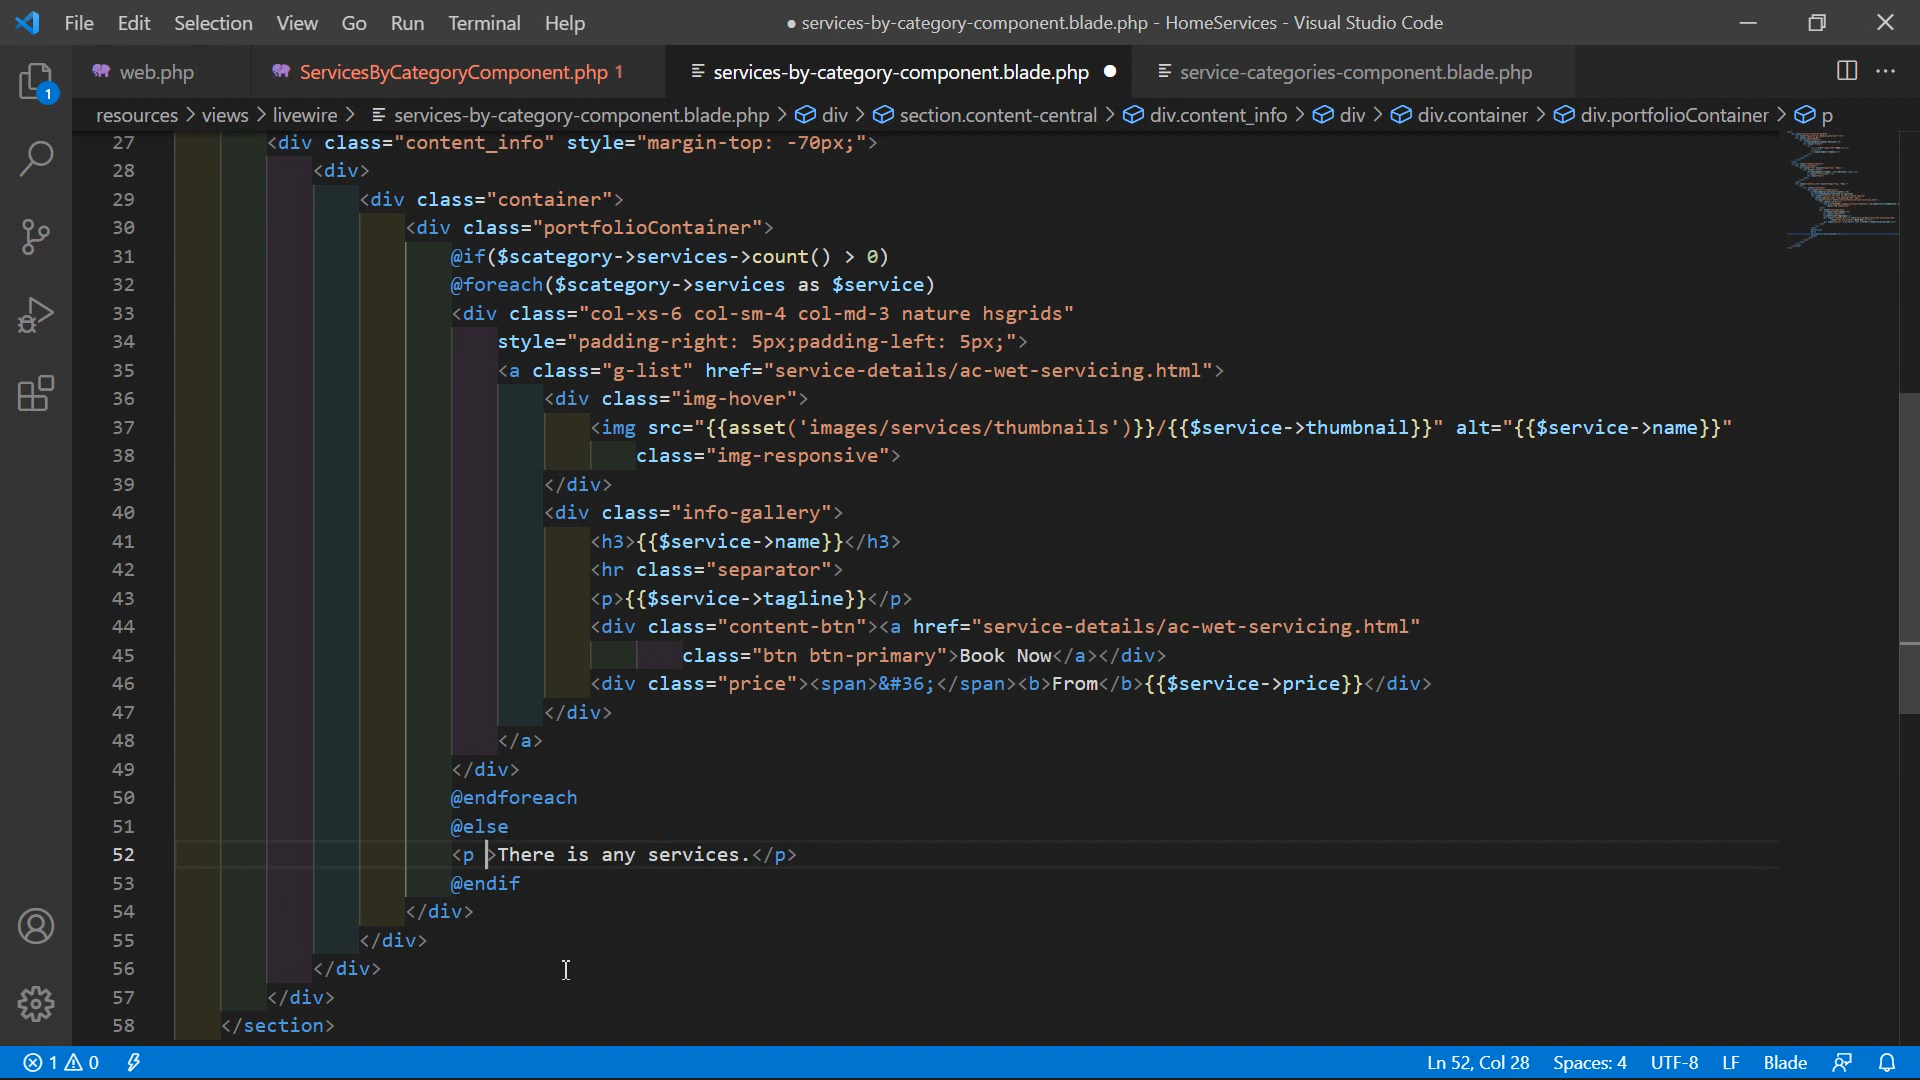 File Edit Selection View Go Run Terminal Help ● services-by-category-component.blade.php - HomeServices - Visual Studio Code
web.php ServicesByCategoryComponent.php 1 services-by-category-component.blade.php ● service-categories-component.blade.php
resources > views > livewire > services-by-category-component.blade.php > div > section.content-central > div.content_info > div > div.container > div.portfolioContainer > p
1
27 <div class="content_info" style="margin-top: -70px;">
28 <div>
29 <div class="container">
30 <div class="portfolioContainer">
31 @if($scategory->services->count() > 0)
32 @foreach($scategory->services as $service)
33 <div class="col-xs-6 col-sm-4 col-md-3 nature hsgrids"
34 style="padding-right: 5px;padding-left: 5px;">
35 <a class="g-list" href="service-details/ac-wet-servicing.html">
36 <div class="img-hover">
37 <img src="{{asset('images/services/thumbnails')}}/{{$service->thumbnail}}" alt="{{$service->name}}"
38 class="img-responsive">
39 </div>
40 <div class="info-gallery">
41 <h3>{{$service->name}}</h3>
42 <hr class="separator">
43 <p>{{$service->tagline}}</p>
44 <div class="content-btn"><a href="service-details/ac-wet-servicing.html"
45 class="btn btn-primary">Book Now</a></div>
46 <div class="price"><span>&#36;</span><b>From</b>{{$service->price}}</div>
47 </div>
48 </a>
49 </div>
50 @endforeach
51 @else
52 <p >There is any services.</p>
53 @endif
54 </div>
55 </div>
56 </div>
57 </div>
58 </section>
1 0 Ln 52, Col 28 Spaces: 4 UTF-8 LF Blade